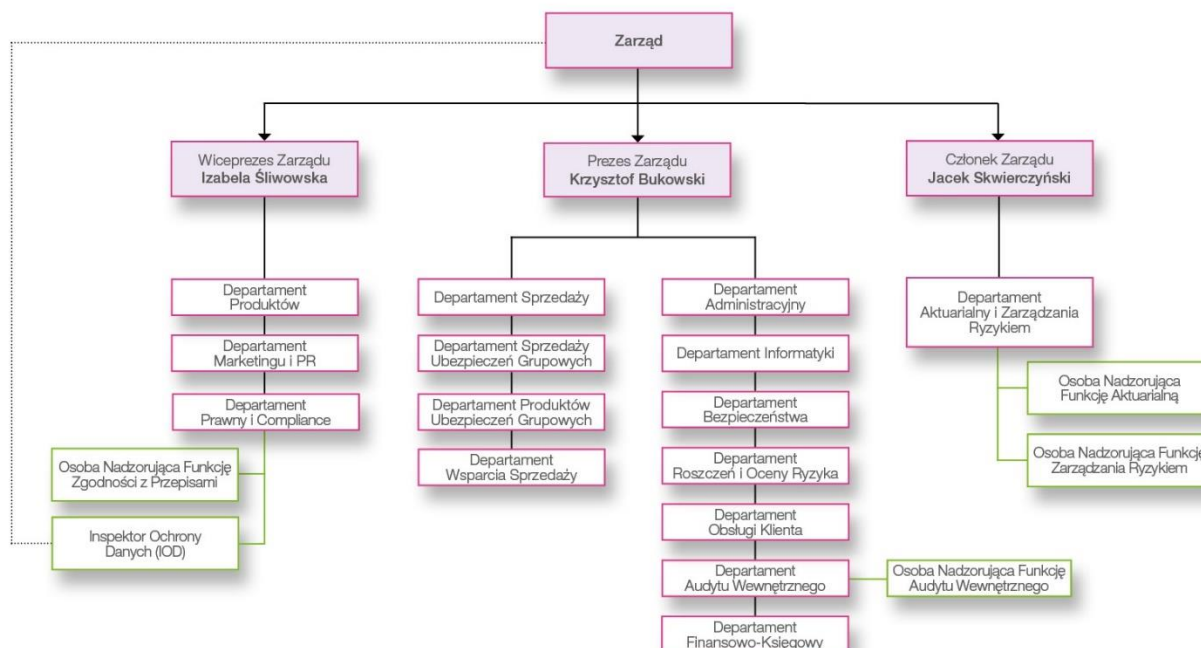 Zarząd
Wiceprezes Zarządu
Izabela Śliwowska
Prezes Zarządu
Krzysztof Bukowski
Członek Zarządu
Jacek Skwierczyński
Departament
Produktów
Departament
Marketingu i PR
Departament
Prawny i Compliance
Osoba Nadzorująca Funkcję
Zgodności z Przepisami
Inspektor Ochrony
Danych (IOD)
Departament Sprzedaży
Departament Sprzedaży
Ubezpieczeń Grupowych
Departament Produktów
Ubezpieczeń Grupowych
Departament
Wsparcia Sprzedaży
Departament
Administracyjny
Departament Informatyki
Departament
Bezpieczeństwa
Departament
Roszczeń i Oceny Ryzyka
Departament
Obsługi Klienta
Departament
Audytu Wewnętrznego
Osoba Nadzorująca Funkcję
Audytu Wewnętrznego
Departament
Finansowo-Księgowy
Departament
Aktuarialny i Zarządzania
Ryzykiem
Osoba Nadzorująca
Funkcję Aktuarialną
Osoba Nadzorująca Funkcję
Zarządzania Ryzykiem